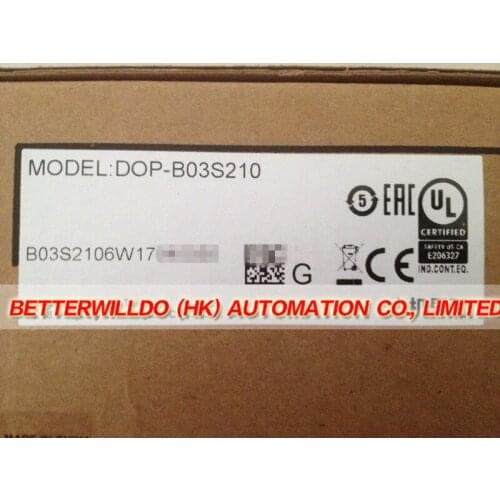 MODEL:DOP-B03S210
5 EAC UL
CERTIFIED
SAFETY US CA
E206327
IND.CONT.EQ.
B03S2106W17
G
CE
BETTERWILLDO (HK) AUTOMATION CO., LIMITED